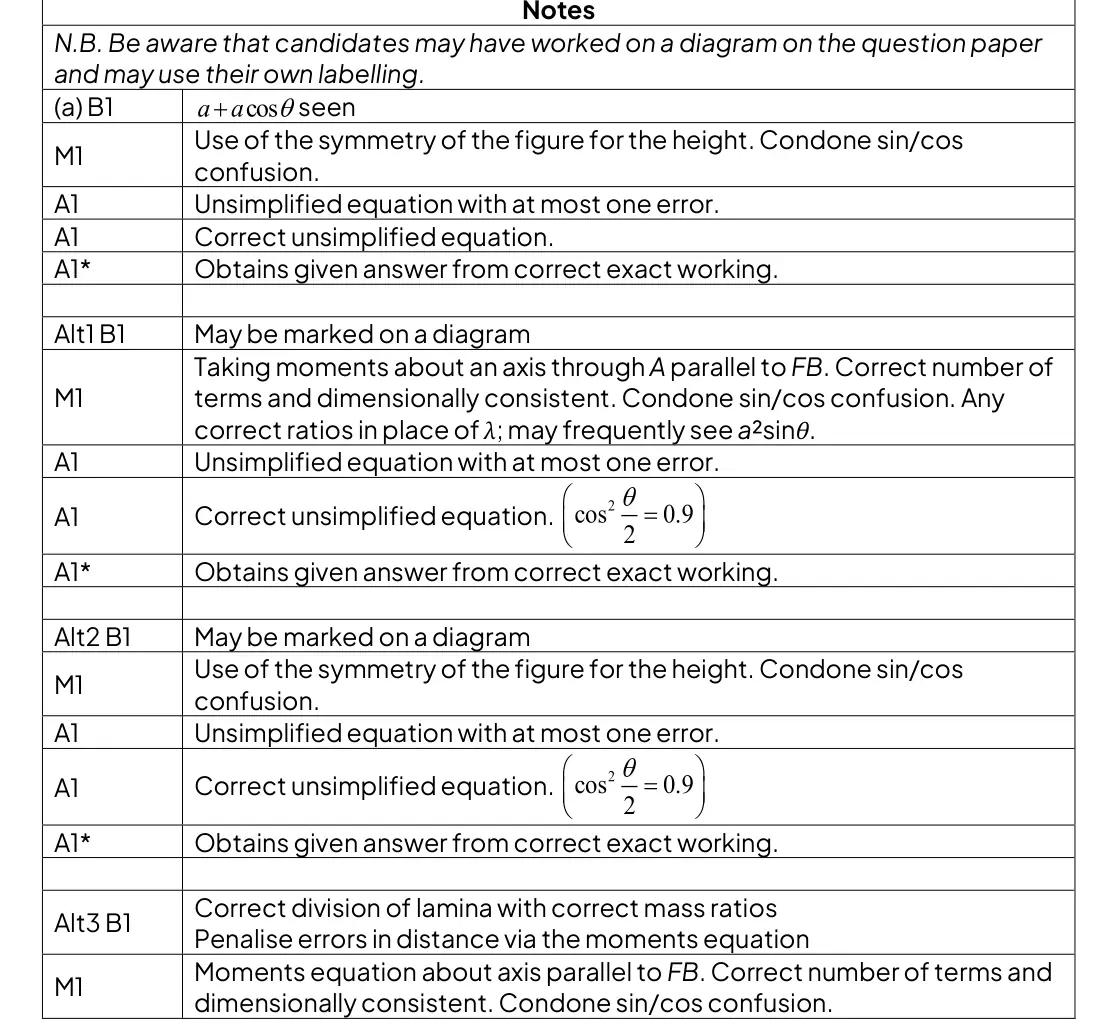 Notes
N.B. Be aware that candidates may have worked on a diagram on the question paper
and may use their own labelling.
(a) B1 a + a cos θ seen
M1 Use of the symmetry of the figure for the height. Condone sin/cos
confusion.
A1 Unsimplified equation with at most one error.
A1 Correct unsimplified equation.
A1* Obtains given answer from correct exact working.
Alt1 B1 May be marked on a diagram
M1 Taking moments about an axis through A parallel to FB. Correct number of
terms and dimensionally consistent. Condone sin/cos confusion. Any
correct ratios in place of λ; may frequently see a²sinθ.
A1 Unsimplified equation with at most one error.
A1 Correct unsimplified equation. (cos² θ/2 = 0.9)
A1* Obtains given answer from correct exact working.
Alt2 B1 May be marked on a diagram
M1 Use of the symmetry of the figure for the height. Condone sin/cos
confusion.
A1 Unsimplified equation with at most one error.
A1 Correct unsimplified equation. (cos² θ/2 = 0.9)
A1* Obtains given answer from correct exact working.
Alt3 B1 Correct division of lamina with correct mass ratios
Penalise errors in distance via the moments equation
M1 Moments equation about axis parallel to FB. Correct number of terms and
dimensionally consistent. Condone sin/cos confusion.